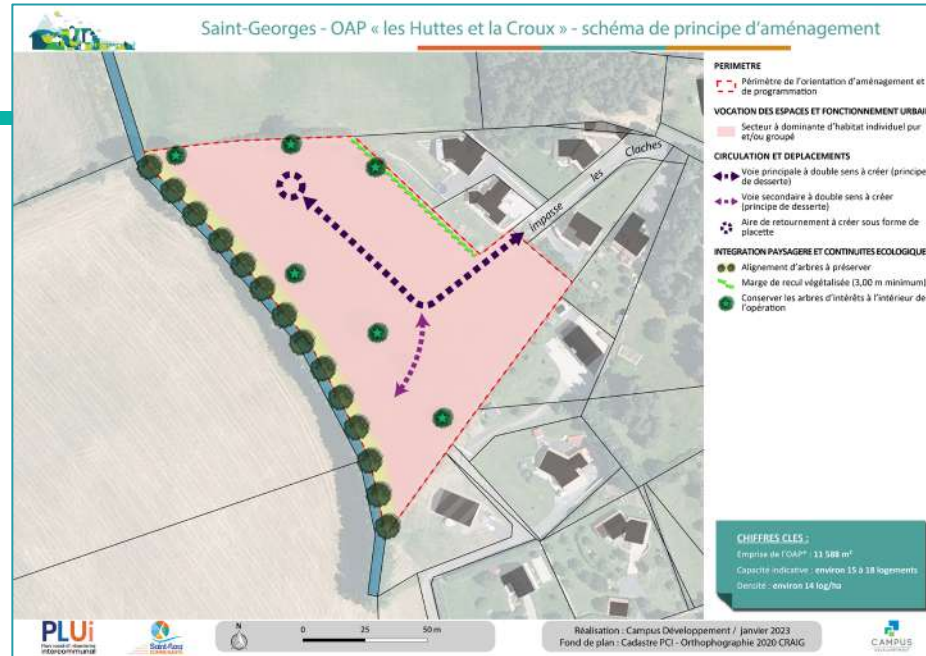 Saint-Georges - OAP « les Huttes et la Croux » - schéma de principe d'aménagement
PERIMETRE
Périmètre de l'orientation d'aménagement et
de programmation
VOCATION DES ESPACES ET FONCTIONNEMENT URBAI
Secteur à dominante d'habitat individuel pur
et/ou groupé
CIRCULATION ET DEPLACEMENTS
Voie principale à double sens à créer (principe
de desserte)
Voie secondaire à double sens à créer
(principe de desserte)
Aire de retournement à créer sous forme de
placette
INTEGRATION PAYSAGERE ET CONTINUITES ECOLOGIQUE
Alignement d'arbres à préserver
Marge de recul végétalisée (3,00 m minimum)
Conserver les arbres d'intérêts à l'intérieur de
l'opération
Impasse les Claches
CHIFFRES CLES :
Emprise de l'OAP* : 11 588 m²
Capacité indicative : environ 15 à 18 logements
Densité : environ 14 log/ha
PLUi
intercommunal
Saint-Flour
COMMUNAUTÉ
N
0 25 50 m
Réalisation : Campus Développement / janvier 2023
Fond de plan : Cadastre PCI - Orthophographie 2020 CRAIG
CAMPUS